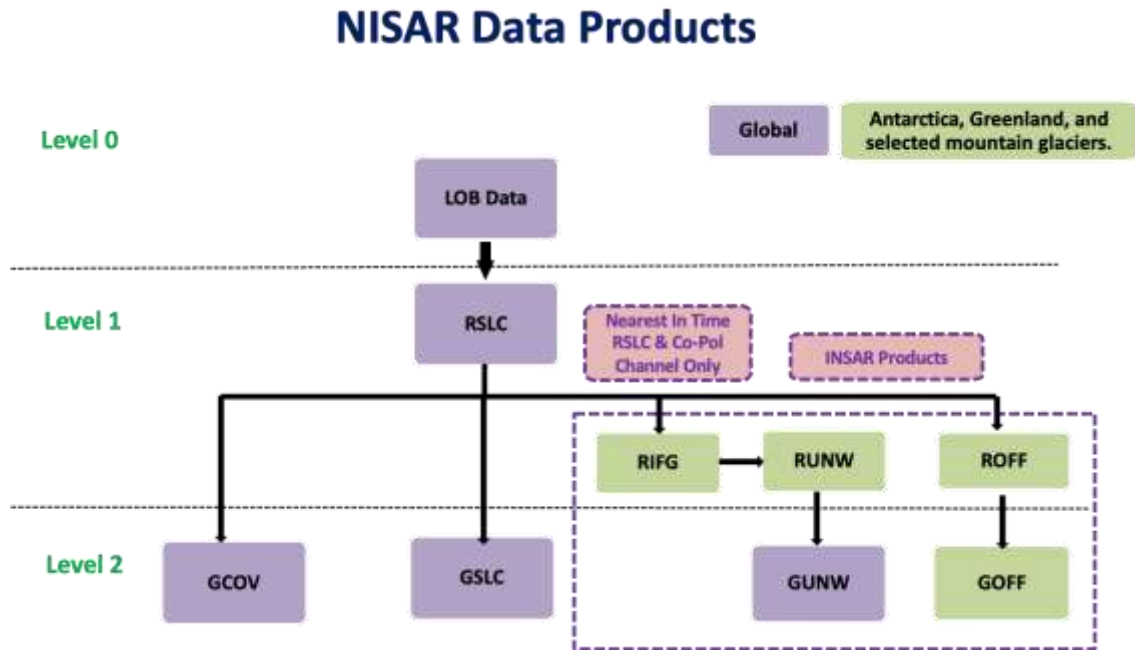 NISAR Data Products
Level 0
Global
Antarctica, Greenland, and
selected mountain glaciers.
LOB Data
Level 1
RSLC
Nearest In Time
RSLC & Co-Pol
Channel Only
INSAR Products
RIFG
RUNW
ROFF
Level 2
GCOV
GSLC
GUNW
GOFF